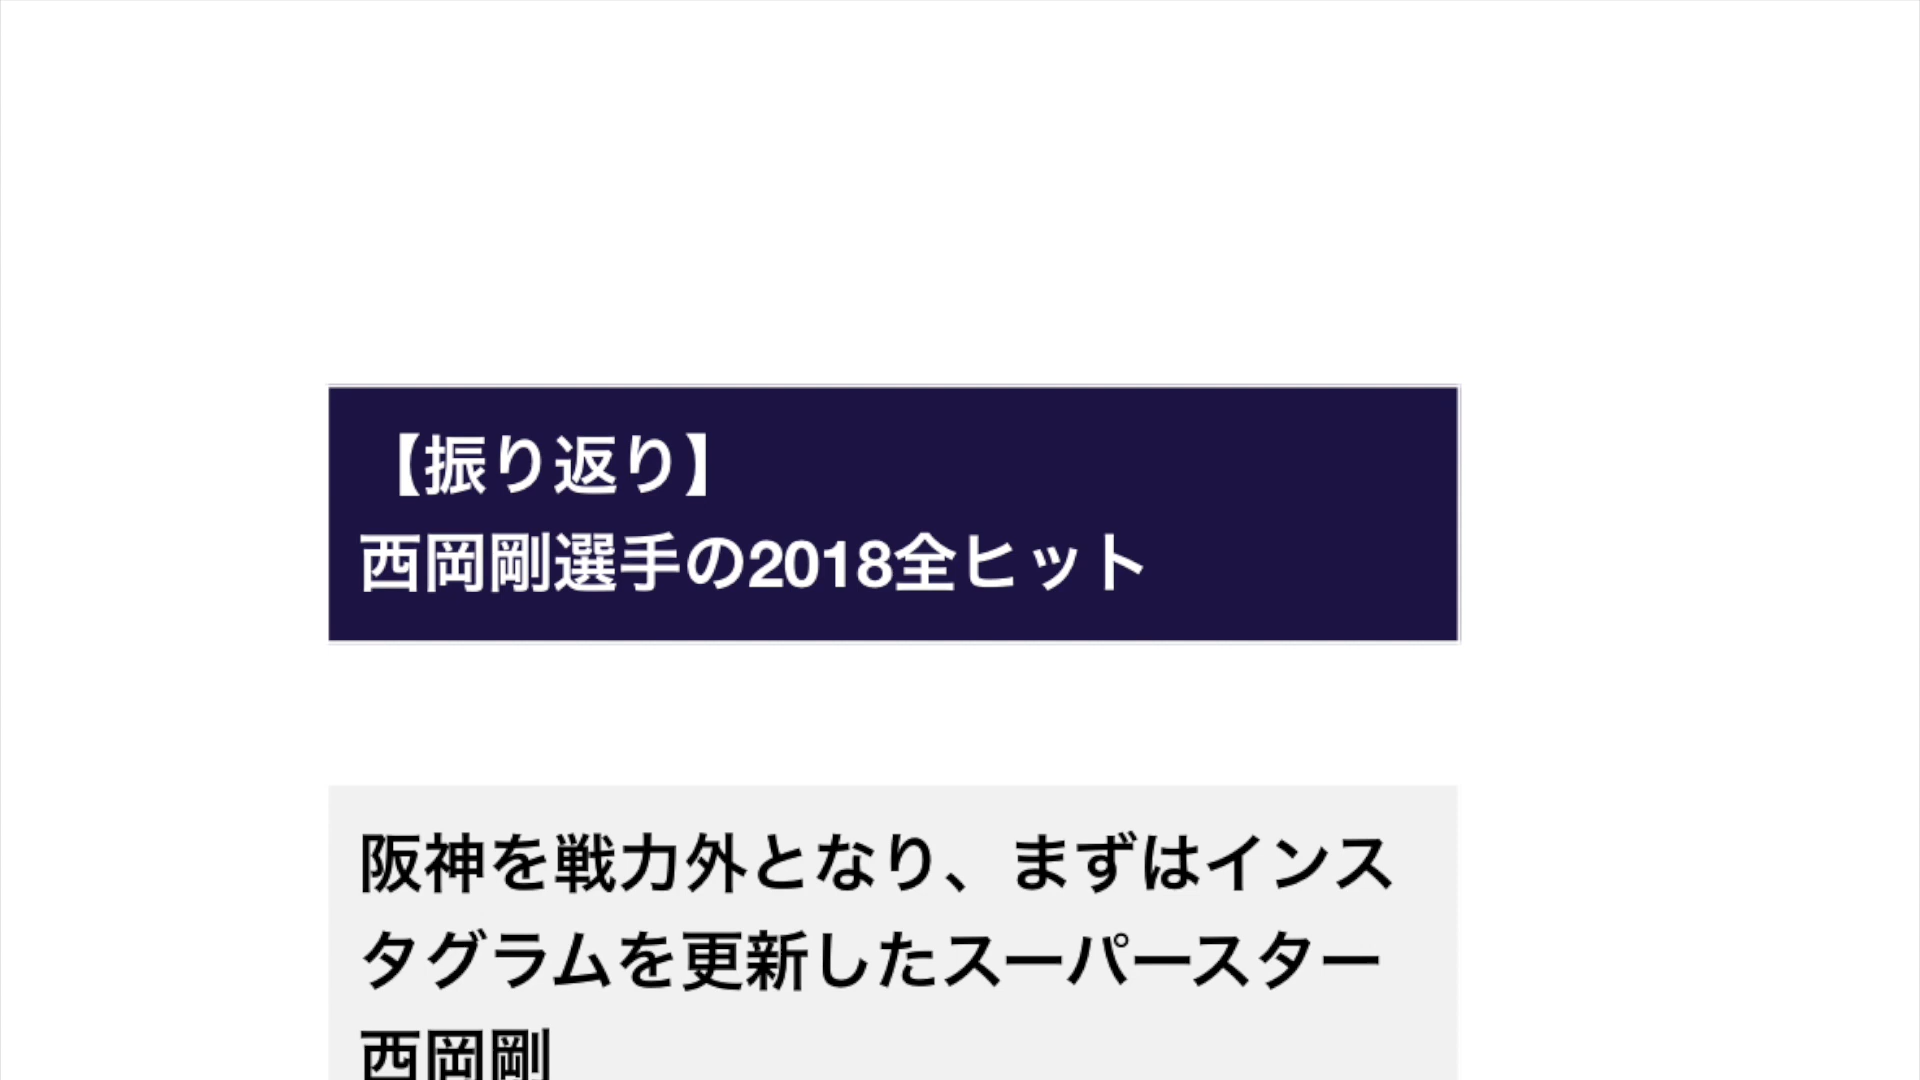 【振り返り】
西岡剛選手の2018全ヒット
阪神を戦力外となり、まずはインス
タグラムを更新したスーパースター
西岡剛